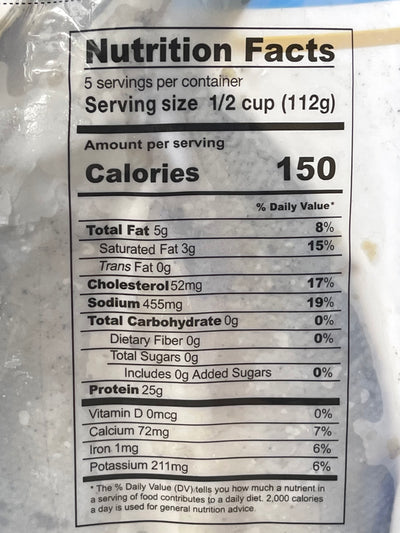 Nutrition Facts
5 servings per container
Serving size 1/2 cup (112g)
Amount per serving
Calories 150
% Daily Value*
Total Fat 5g 8%
Saturated Fat 3g 15%
Trans Fat 0g
Cholesterol 52mg 17%
Sodium 455mg 19%
Total Carbohydrate 0g 0%
Dietary Fiber 0g 0%
Total Sugars 0g
Includes 0g Added Sugars 0%
Protein 25g
Vitamin D 0mcg 0%
Calcium 72mg 7%
Iron 1mg 6%
Potassium 211mg 6%
* The % Daily Value (DV) tells you how much a nutrient in
a serving of food contributes to a daily diet. 2,000 calories
a day is used for general nutrition advice.